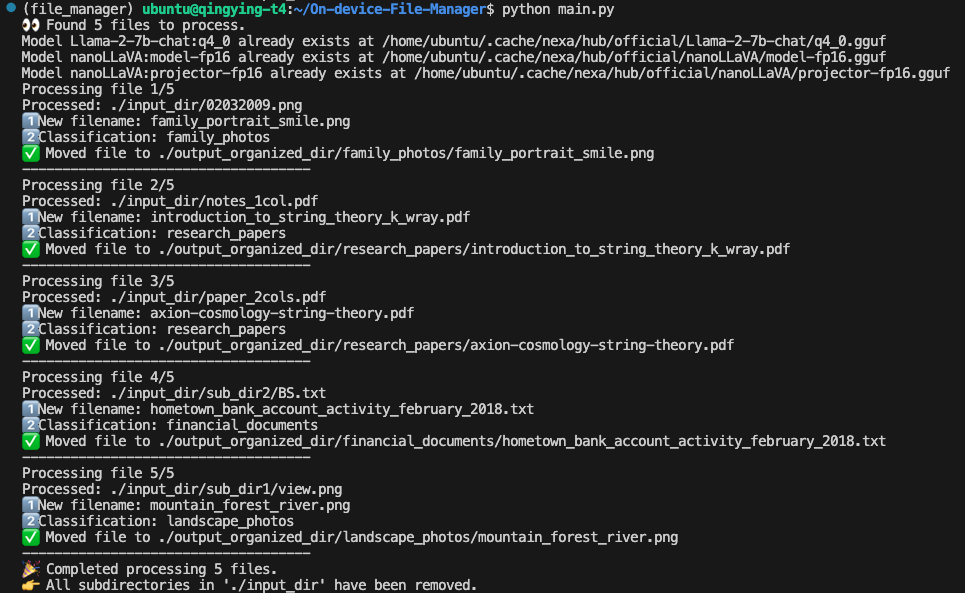 (file_manager) ubuntu@qingying-t4:~/On-device-File-Manager$ python main.py
👀 Found 5 files to process.
Model Llama-2-7b-chat:q4_0 already exists at /home/ubuntu/.cache/nexa/hub/official/Llama-2-7b-chat/q4_0.gguf
Model nanoLLaVA:model-fp16 already exists at /home/ubuntu/.cache/nexa/hub/official/nanoLLaVA/model-fp16.gguf
Model nanoLLaVA:projector-fp16 already exists at /home/ubuntu/.cache/nexa/hub/official/nanoLLaVA/projector-fp16.gguf
Processing file 1/5
Processed: ./input_dir/02032009.png
1️⃣New filename: family_portrait_smile.png
2️⃣Classification: family_photos
✅ Moved file to ./output_organized_dir/family_photos/family_portrait_smile.png
------------------------------------
Processing file 2/5
Processed: ./input_dir/notes_1col.pdf
1️⃣New filename: introduction_to_string_theory_k_wray.pdf
2️⃣Classification: research_papers
✅ Moved file to ./output_organized_dir/research_papers/introduction_to_string_theory_k_wray.pdf
------------------------------------
Processing file 3/5
Processed: ./input_dir/paper_2cols.pdf
1️⃣New filename: axion-cosmology-string-theory.pdf
2️⃣Classification: research_papers
✅ Moved file to ./output_organized_dir/research_papers/axion-cosmology-string-theory.pdf
------------------------------------
Processing file 4/5
Processed: ./input_dir/sub_dir2/BS.txt
1️⃣New filename: hometown_bank_account_activity_february_2018.txt
2️⃣Classification: financial_documents
✅ Moved file to ./output_organized_dir/financial_documents/hometown_bank_account_activity_february_2018.txt
------------------------------------
Processing file 5/5
Processed: ./input_dir/sub_dir1/view.png
1️⃣New filename: mountain_forest_river.png
2️⃣Classification: landscape_photos
✅ Moved file to ./output_organized_dir/landscape_photos/mountain_forest_river.png
------------------------------------
🎉 Completed processing 5 files.
👉 All subdirectories in './input_dir' have been removed.